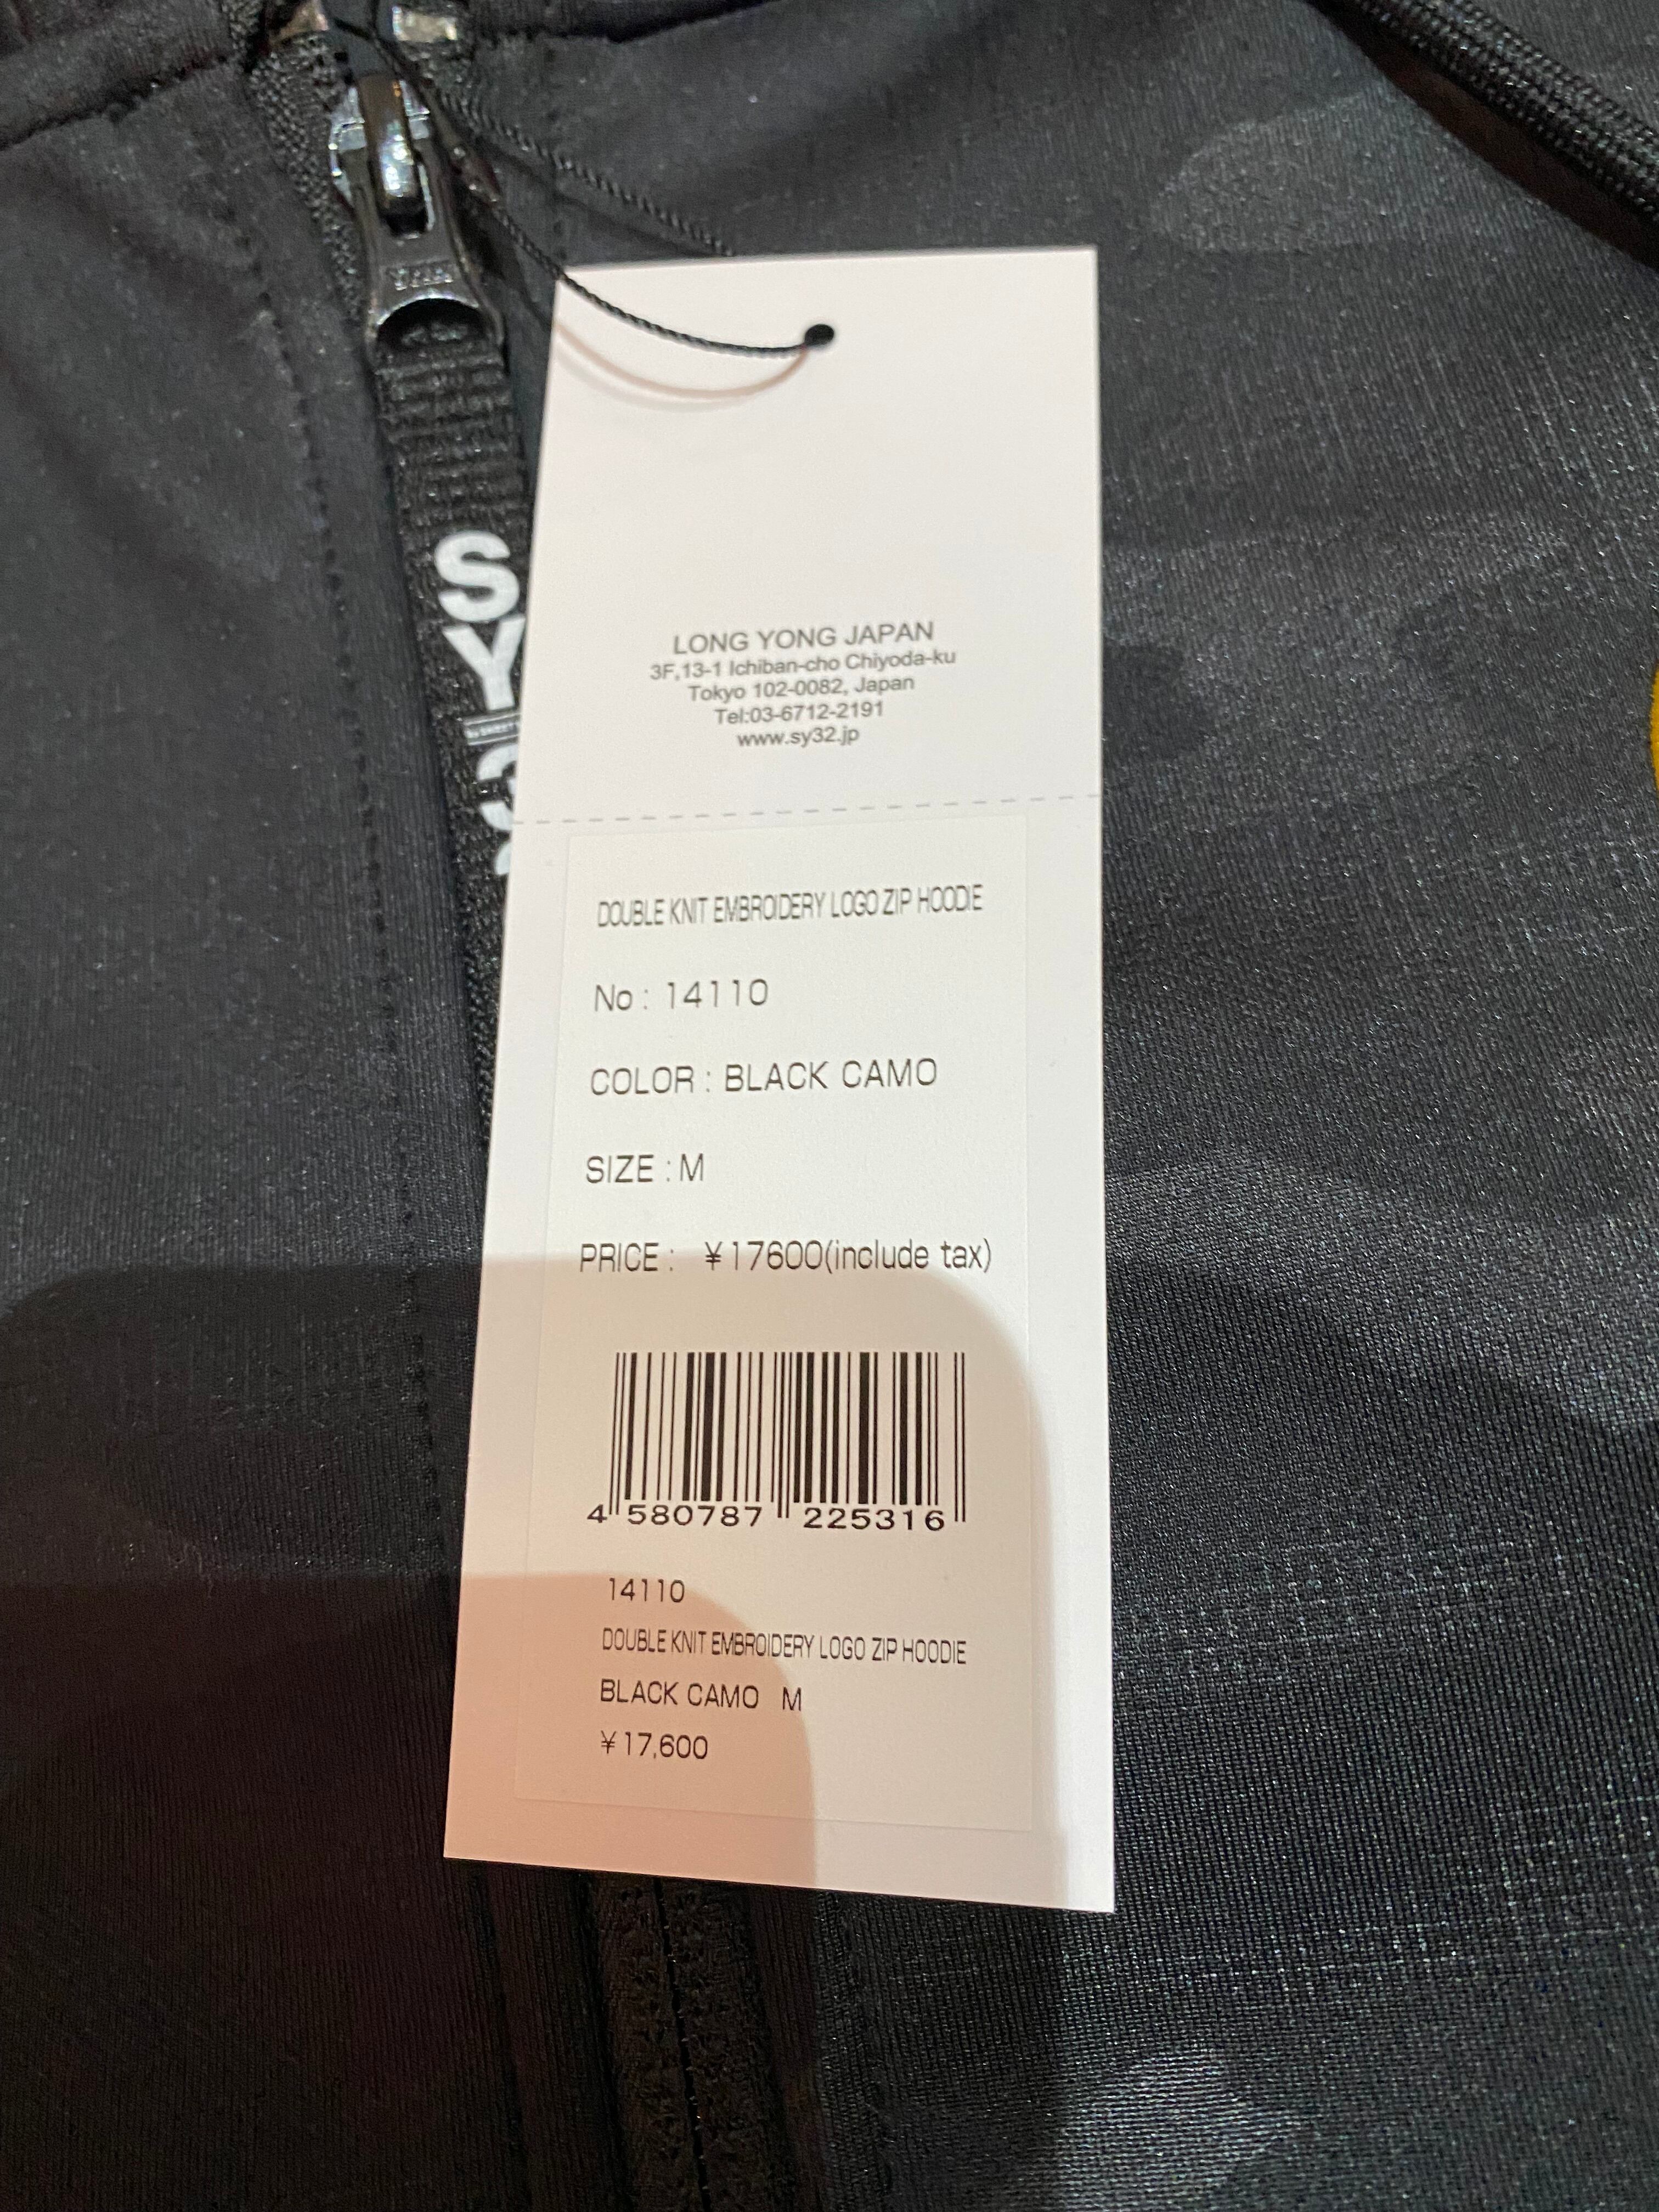 SY
3
LONG YONG JAPAN
3F,13-1 Ichiban-cho Chiyoda-ku
Tokyo 102-0082, Japan
Tel:03-6712-2191
www.sy32.jp
DOUBLE KNIT EMBROIDERY LOGO ZIP HOODIE
No : 14110
COLOR : BLACK CAMO
SIZE : M
PRICE : ¥17600(include tax)
4 580787 225316
14110
DOUBLE KNIT EMBROIDERY LOGO ZIP HOODIE
BLACK CAMO M
¥17,600